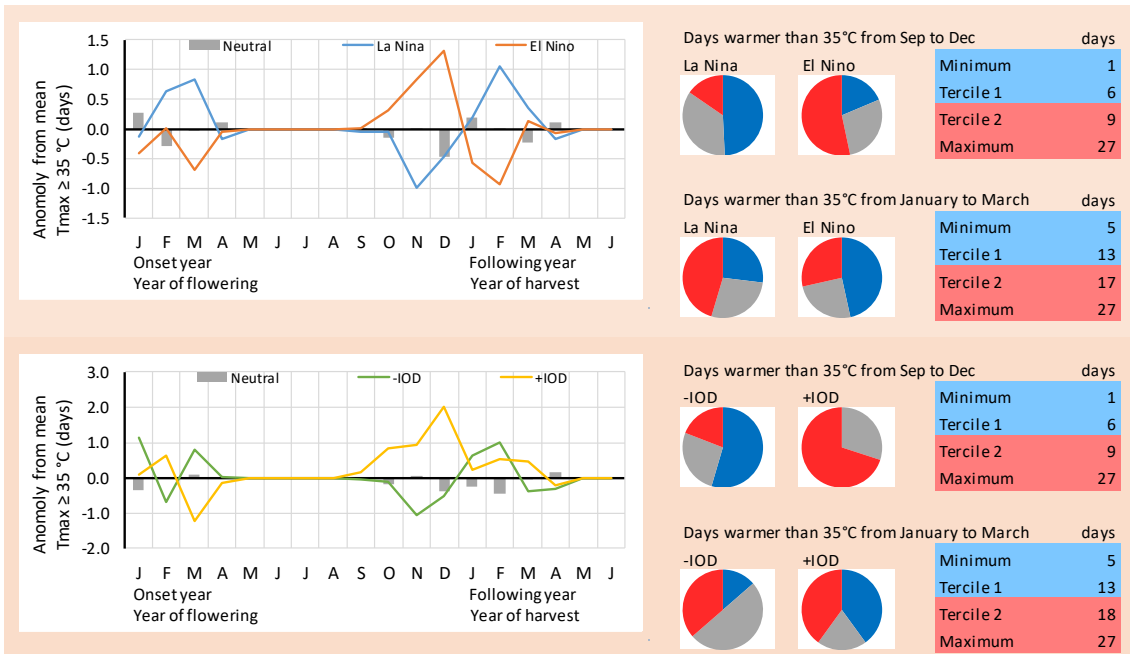 Anomoly from mean
Tmax ≥ 35 °C (days)
1.5
1.0
0.5
0.0
-0.5
-1.0
-1.5
Neutral La Nina El Nino
J F M A M J J A S O N D J F M A M J
Onset year Following year
Year of flowering Year of harvest
Days warmer than 35°C from Sep to Dec days
La Nina El Nino
Minimum 1
Tercile 1 6
Tercile 2 9
Maximum 27
Days warmer than 35°C from January to March days
La Nina El Nino
Minimum 5
Tercile 1 13
Tercile 2 17
Maximum 27
Anomoly from mean
Tmax ≥ 35 °C (days)
3.0
2.0
1.0
0.0
-1.0
-2.0
Neutral -IOD +IOD
J F M A M J J A S O N D J F M A M J
Onset year Following year
Year of flowering Year of harvest
Days warmer than 35°C from Sep to Dec days
-IOD +IOD
Minimum 1
Tercile 1 6
Tercile 2 9
Maximum 27
Days warmer than 35°C from January to March days
-IOD +IOD
Minimum 5
Tercile 1 13
Tercile 2 18
Maximum 27